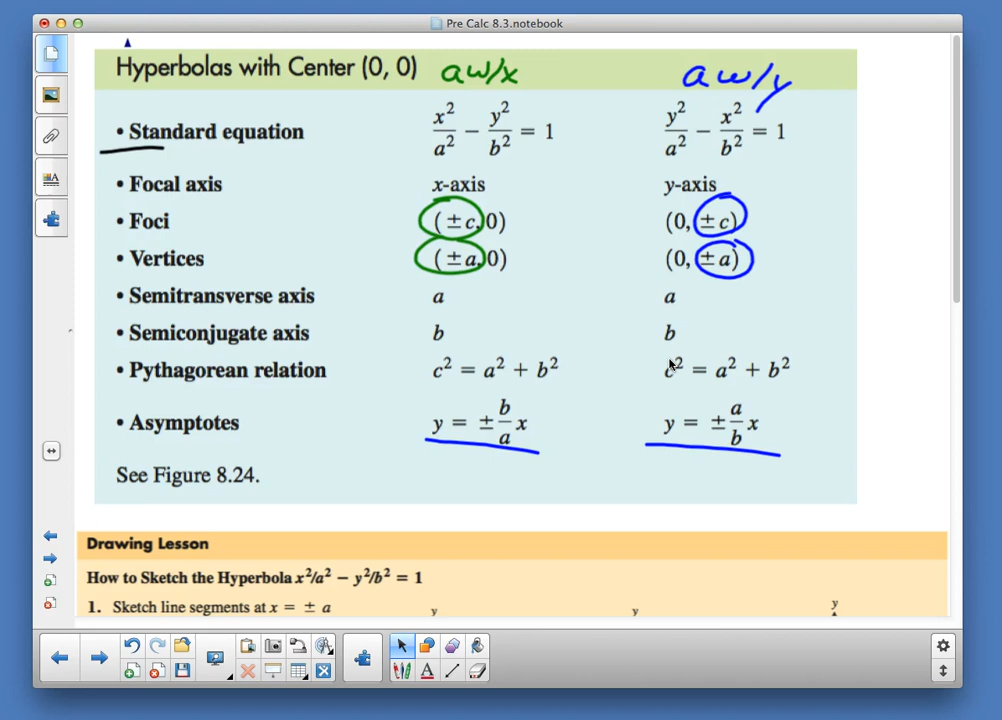 Pre Calc 8.3.notebook
Hyperbolas with Center (0, 0) a w/x a w/y
• Standard equation x²/a² − y²/b² = 1 y²/a² − x²/b² = 1
• Focal axis x-axis y-axis
• Foci (±c, 0) (0, ±c)
• Vertices (±a, 0) (0, ±a)
• Semitransverse axis a a
• Semiconjugate axis b b
• Pythagorean relation c² = a² + b² c² = a² + b²
• Asymptotes y = ±b/a x y = ±a/b x
See Figure 8.24.
Drawing Lesson
How to Sketch the Hyperbola x²/a² − y²/b² = 1
1. Sketch line segments at x = ± a
y y y